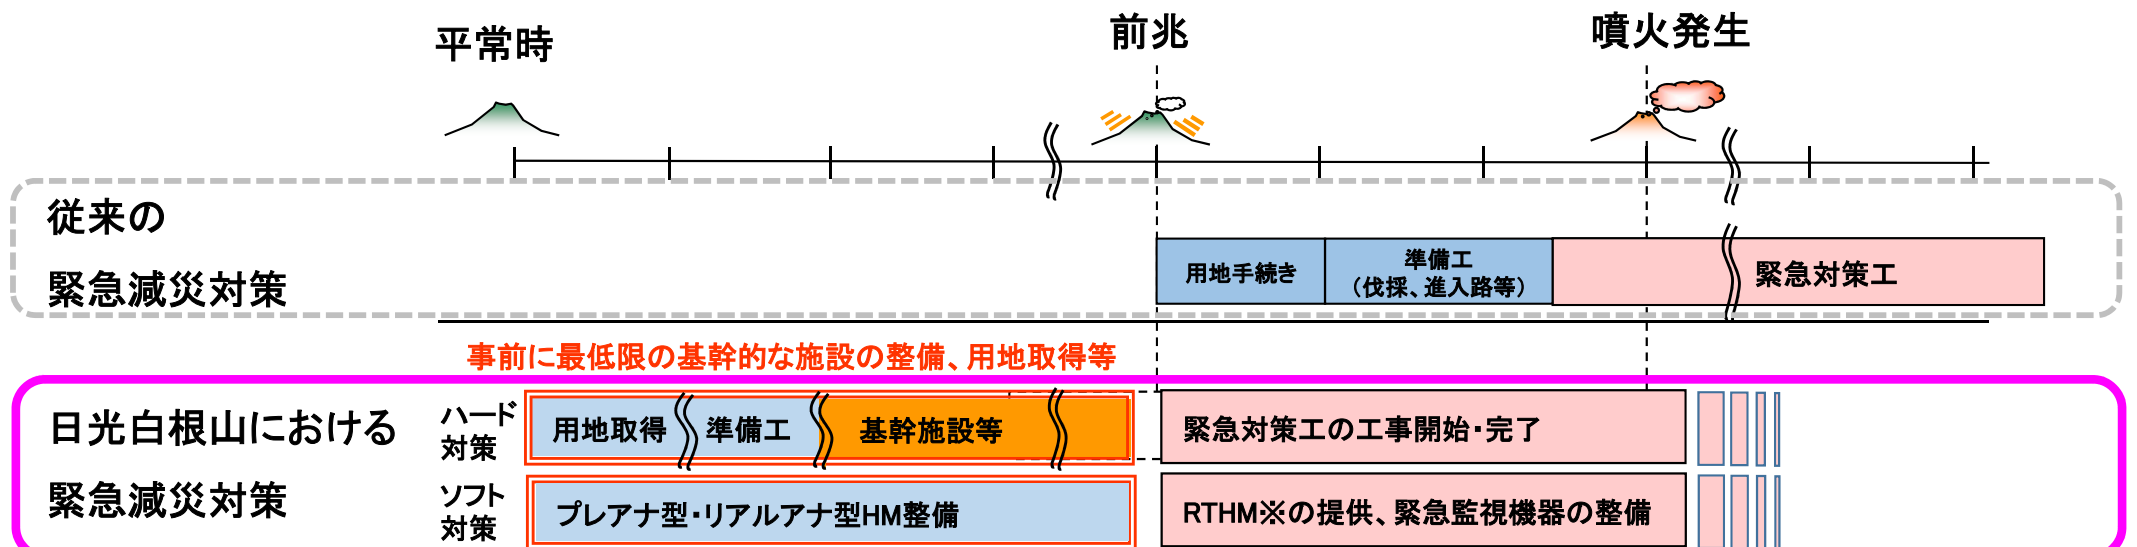 平常時
前兆
噴火発生
従来の
緊急減災対策
用地手続き
準備工
（伐採、進入路等）
緊急対策工
事前に最低限の基幹的な施設の整備、用地取得等
日光白根山における
緊急減災対策
ハード
対策
用地取得
準備工
基幹施設等
緊急対策工の工事開始・完了
ソフト
対策
プレアナ型・リアルアナ型HM整備
RTHM※の提供、緊急監視機器の整備